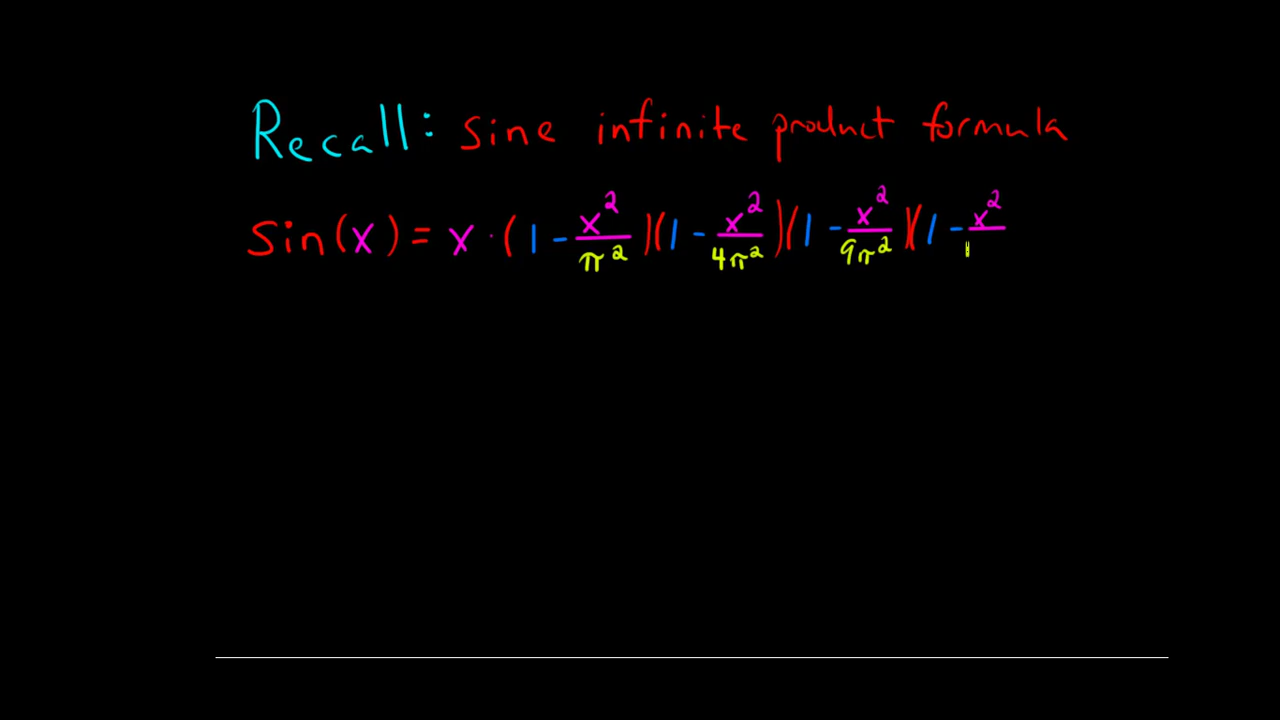 Recall: sine infinite product formula
Sin(x) = x · (1 - x²/π²)(1 - x²/4π²)(1 - x²/9π²)(1 - x²/